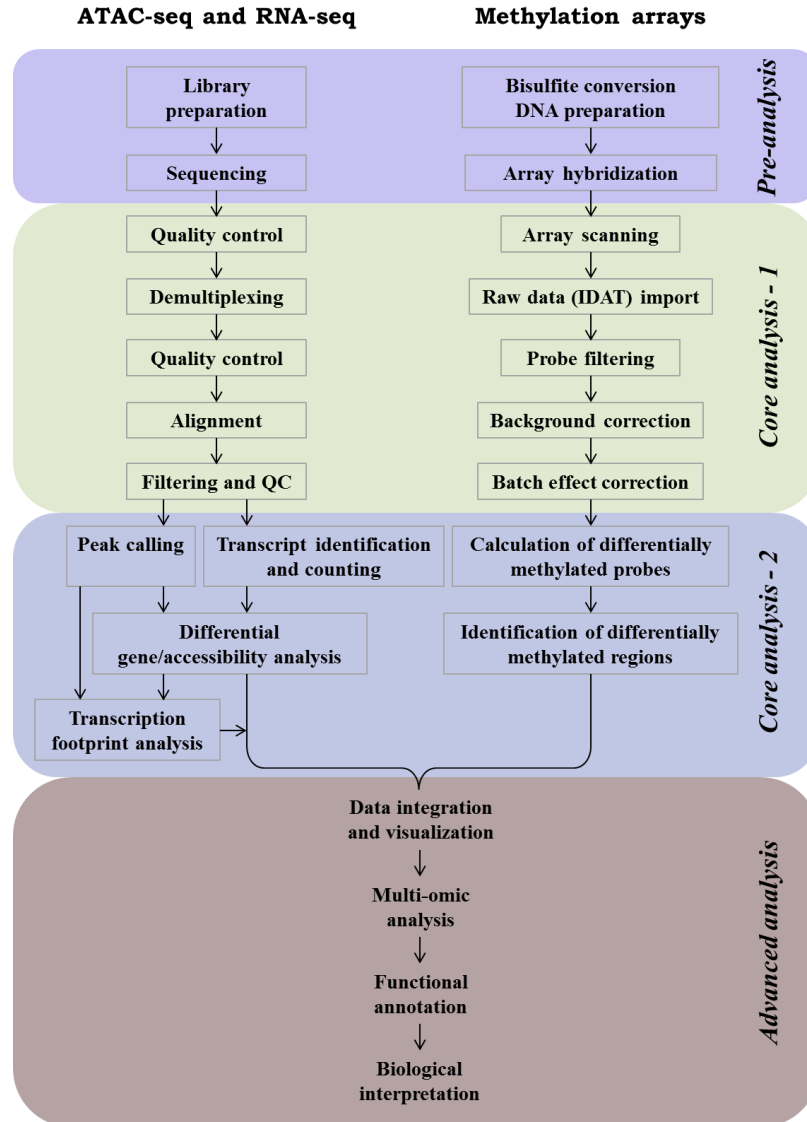 ATAC-seq and RNA-seq
Methylation arrays
Pre-analysis
Library
preparation
Sequencing
Bisulfite conversion
DNA preparation
Array hybridization
Core analysis - 1
Quality control
Demultiplexing
Quality control
Alignment
Filtering and QC
Array scanning
Raw data (IDAT) import
Probe filtering
Background correction
Batch effect correction
Core analysis - 2
Peak calling
Transcript identification
and counting
Differential
gene/accessibility analysis
Transcription
footprint analysis
Calculation of differentially
methylated probes
Identification of differentially
methylated regions
Advanced analysis
Data integration
and visualization
Multi-omic
analysis
Functional
annotation
Biological
interpretation